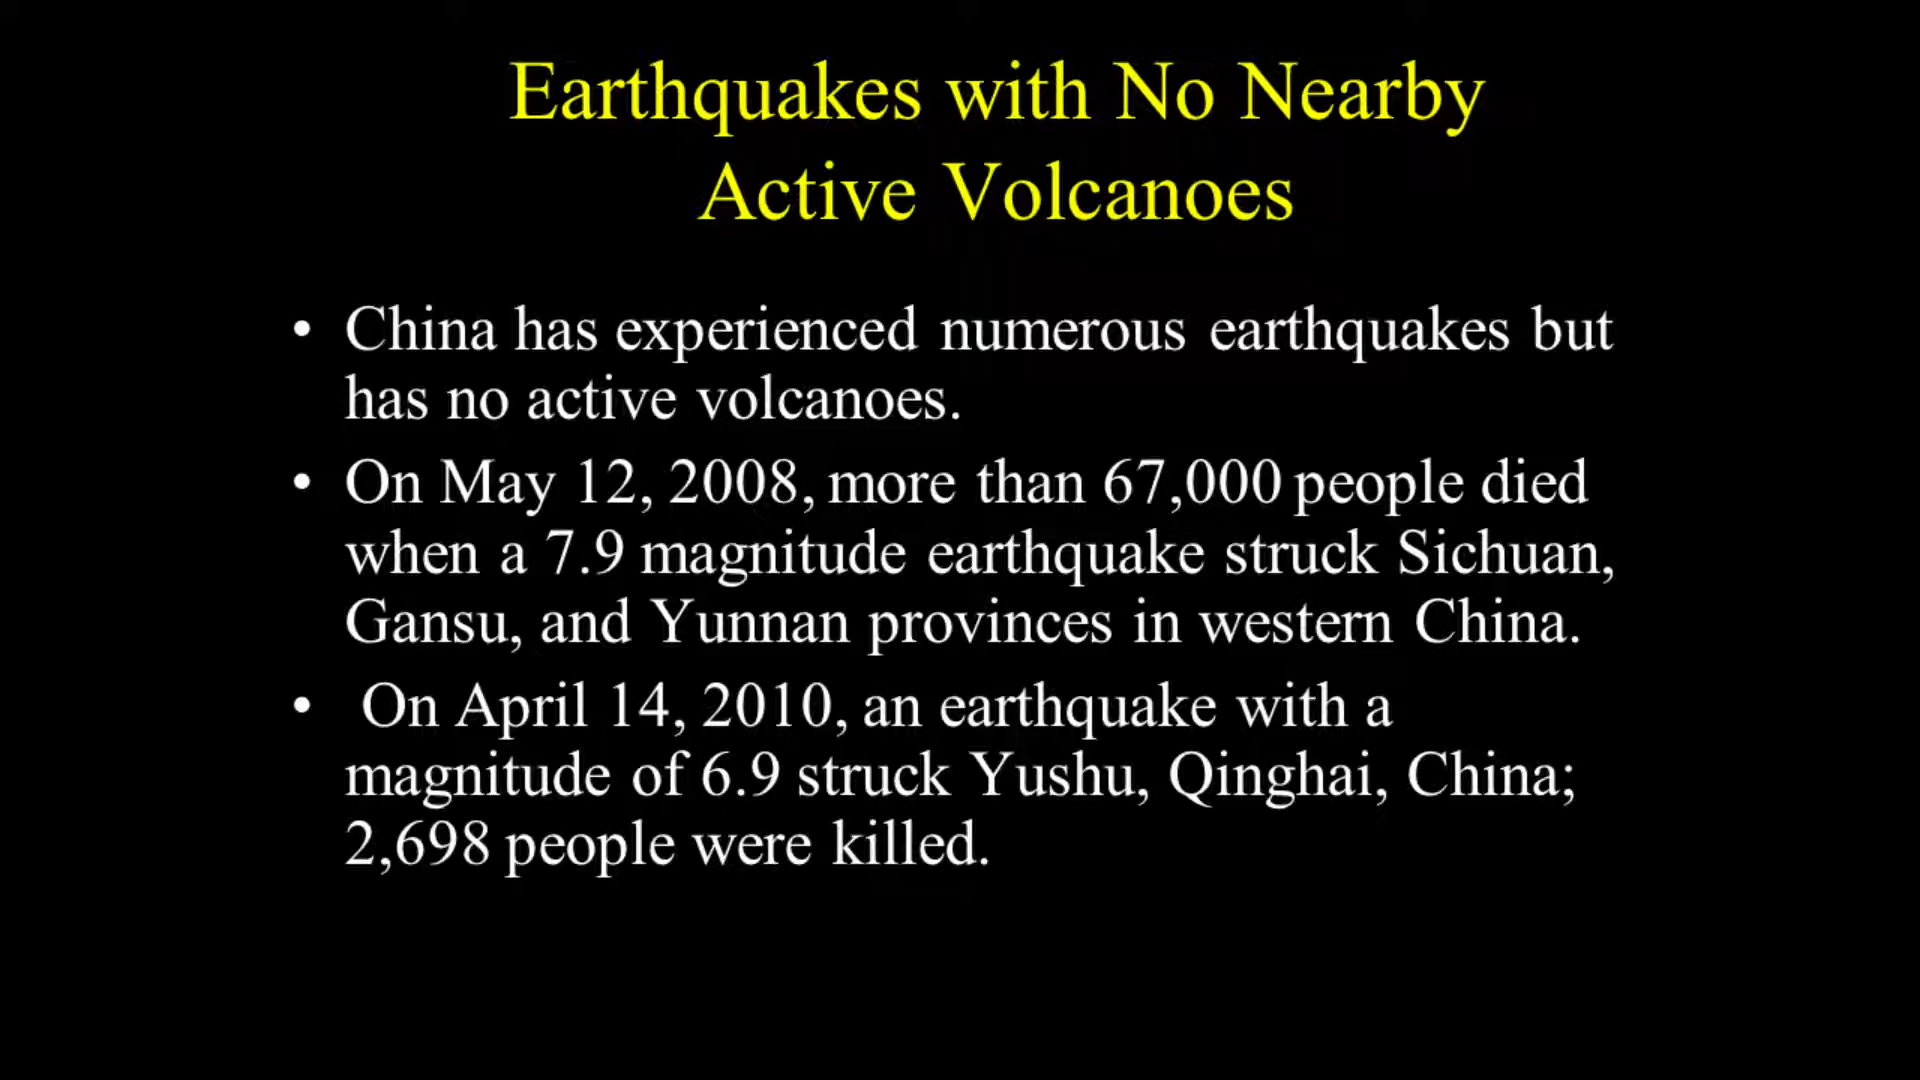 Earthquakes with No Nearby
Active Volcanoes
• China has experienced numerous earthquakes but
has no active volcanoes.
• On May 12, 2008, more than 67,000 people died
when a 7.9 magnitude earthquake struck Sichuan,
Gansu, and Yunnan provinces in western China.
• On April 14, 2010, an earthquake with a
magnitude of 6.9 struck Yushu, Qinghai, China;
2,698 people were killed.